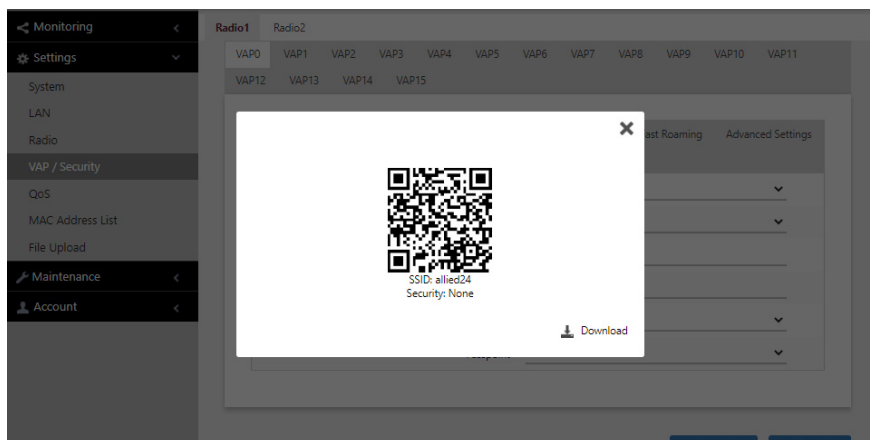 Monitoring
Settings
System
LAN
Radio
VAP / Security
QoS
MAC Address List
File Upload
Maintenance
Account
Radio1 Radio2
VAP0 VAP1 VAP2 VAP3 VAP4 VAP5 VAP6 VAP7 VAP8 VAP9 VAP10 VAP11
VAP12 VAP13 VAP14 VAP15
ast Roaming Advanced Settings
SSID: allied24
Security: None
Download